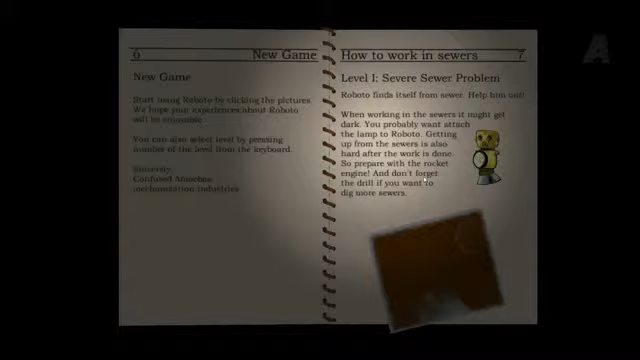 6 New Game
New Game
Start using Roboto by clicking the pictures.
We hope your experiences about Roboto
will be enjoyable.
You can also select level by pressing
number of the level from the keyboard.
Sincerely,
Confused Amoebas
mechanization industries
How to work in sewers 7
Level I: Severe Sewer Problem
Roboto finds itself from sewer. Help him out!
When working in the sewers it might get
dark. You probably want attach
the lamp to Roboto. Getting
up from the sewers is also
hard after the work is done.
So prepare with the rocket
engine! And don't forget
the drill if you want to
dig more sewers.
A